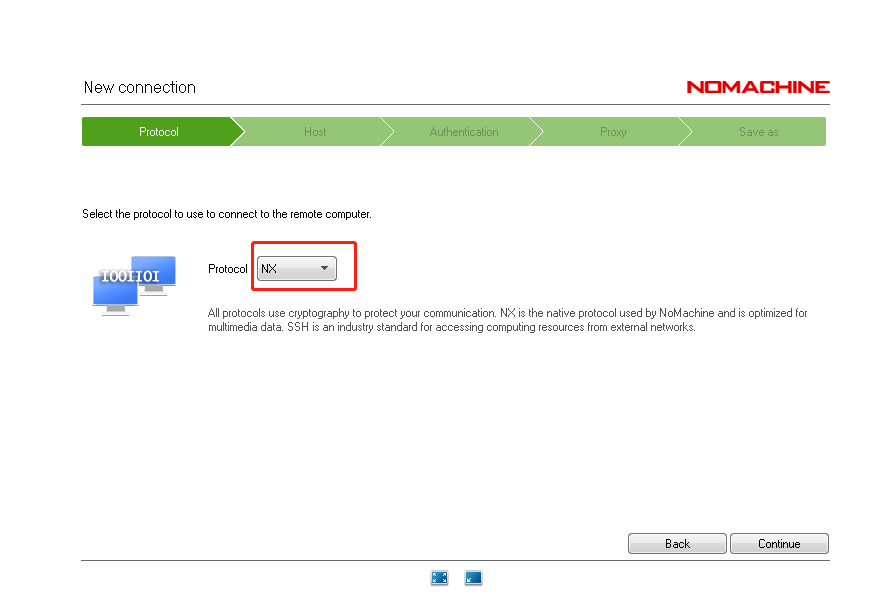 New connection
NOMACHINE
Protocol
Host
Authentication
Proxy
Save as
Select the protocol to use to connect to the remote computer.
IOOIIOI
Protocol
NX
All protocols use cryptography to protect your communication. NX is the native protocol used by NoMachine and is optimized for
multimedia data. SSH is an industry standard for accessing computing resources from external networks.
Back
Continue